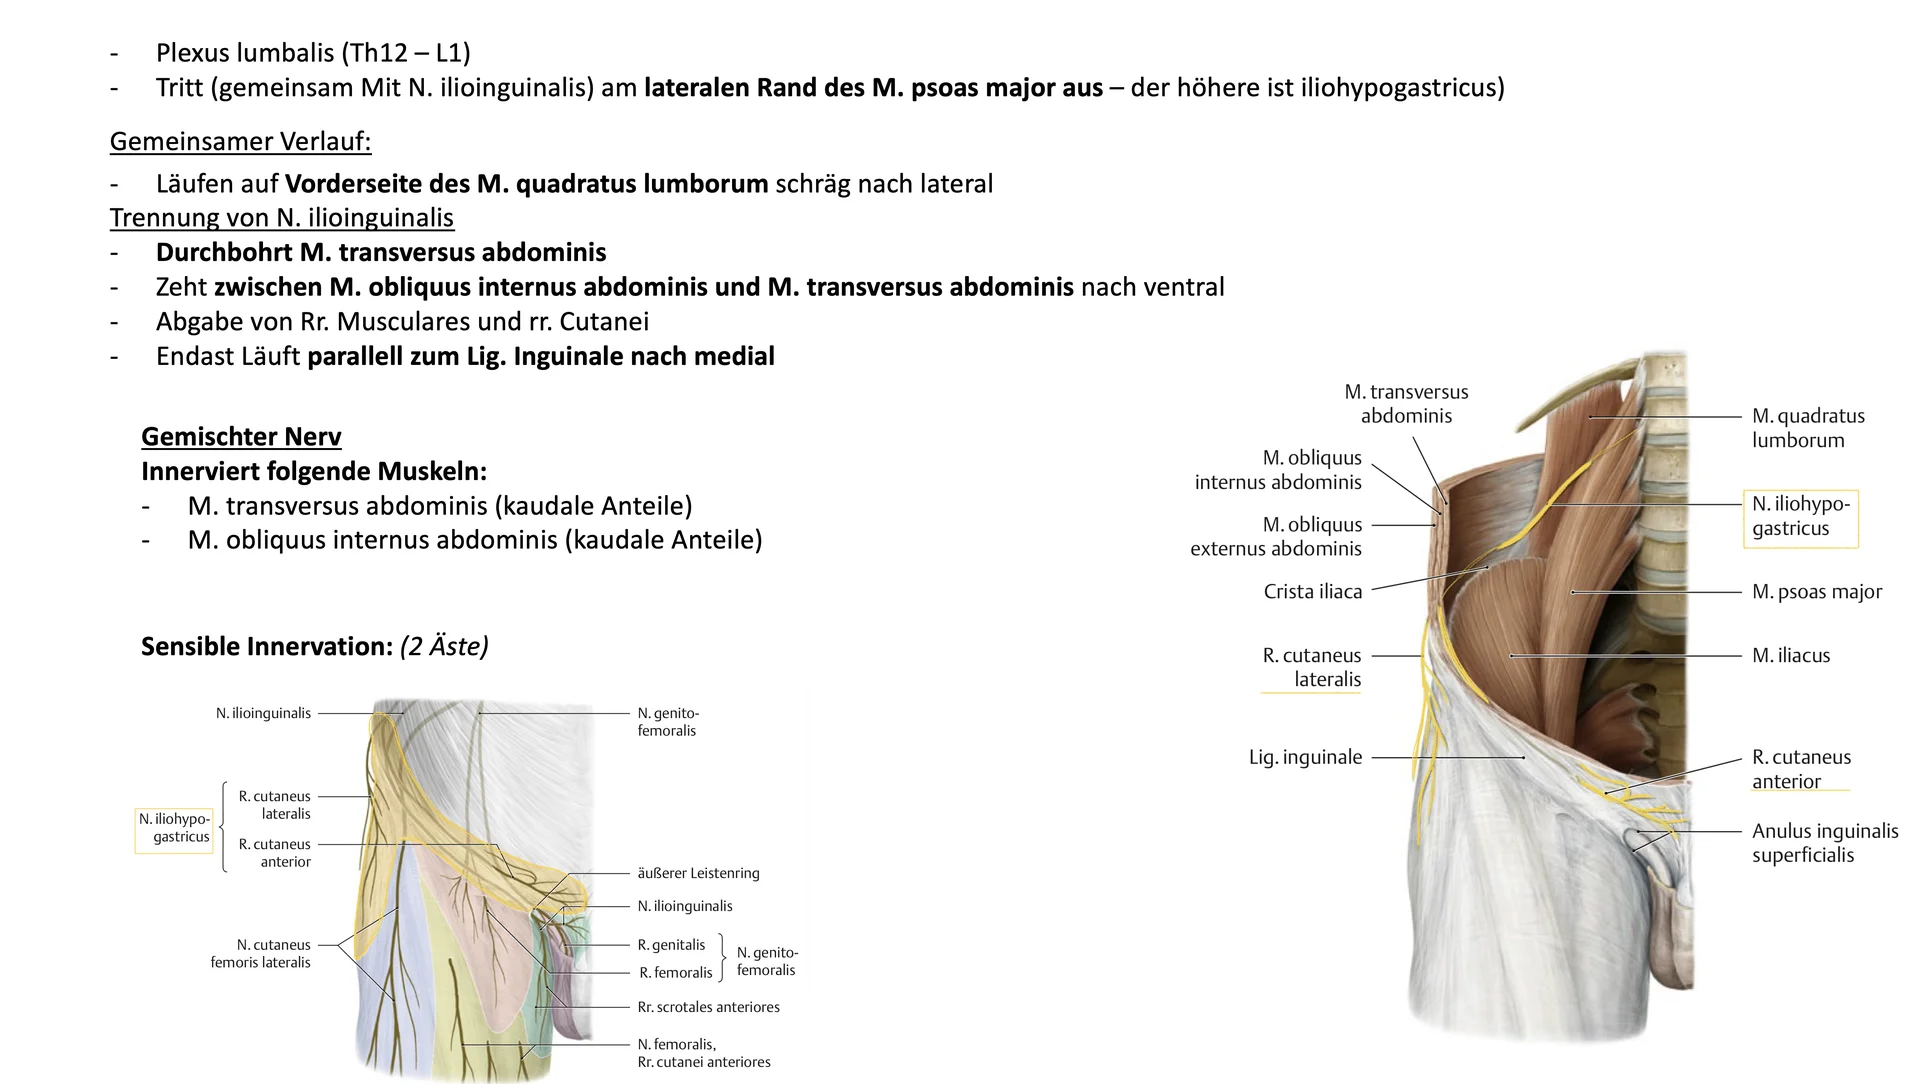 - Plexus lumbalis (Th12 – L1)
- Tritt (gemeinsam Mit N. ilioinguinalis) am lateralen Rand des M. psoas major aus – der höhere ist iliohypogastricus)
Gemeinsamer Verlauf:
- Läufen auf Vorderseite des M. quadratus lumborum schräg nach lateral
Trennung von N. ilioinguinalis
- Durchbohrt M. transversus abdominis
- Zeht zwischen M. obliquus internus abdominis und M. transversus abdominis nach ventral
- Abgabe von Rr. Musculares und rr. Cutanei
- Endast Läuft parallell zum Lig. Inguinale nach medial
Gemischter Nerv
Innerviert folgende Muskeln:
- M. transversus abdominis (kaudale Anteile)
- M. obliquus internus abdominis (kaudale Anteile)
Sensible Innervation: (2 Äste)
N. ilioinguinalis
N. iliohypo-
gastricus
R. cutaneus
lateralis
R. cutaneus
anterior
N. cutaneus
femoris lateralis
N. genito-
femoralis
äußerer Leistenring
N. ilioinguinalis
R. genitalis
R. femoralis
N. genito-
femoralis
Rr. scrotales anteriores
N. femoralis,
Rr. cutanei anteriores
M. transversus
abdominis
M. obliquus
internus abdominis
M. obliquus
externus abdominis
Crista iliaca
R. cutaneus
lateralis
Lig. inguinale
M. quadratus
lumborum
N. iliohypo-
gastricus
M. psoas major
M. iliacus
R. cutaneus
anterior
Anulus inguinalis
superficialis